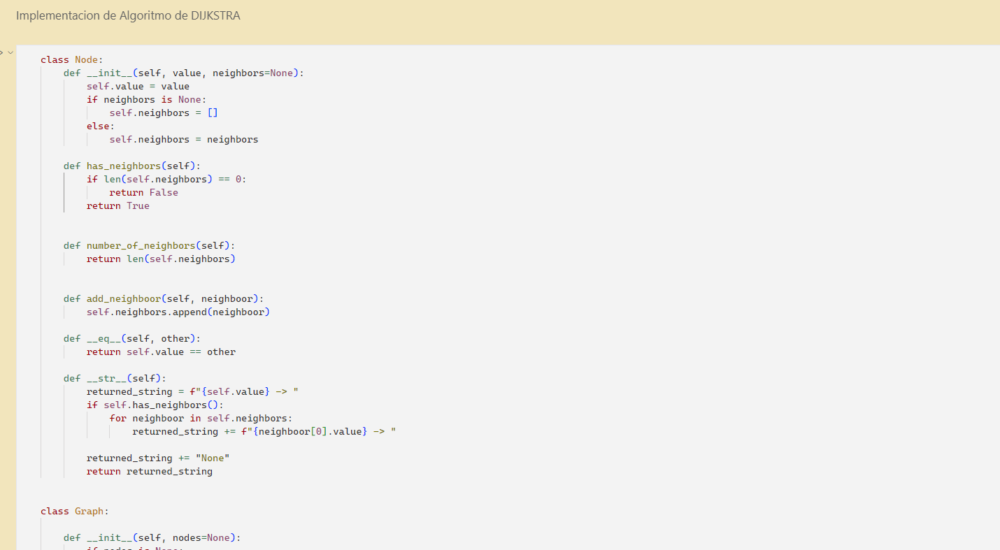 Implementacion de Algoritmo de DIJKSTRA
class Node:
    def __init__(self, value, neighbors=None):
        self.value = value
        if neighbors is None:
            self.neighbors = []
        else:
            self.neighbors = neighbors
    def has_neighbors(self):
        if len(self.neighbors) == 0:
            return False
        return True
    def number_of_neighbors(self):
        return len(self.neighbors)
    def add_neighboor(self, neighboor):
        self.neighbors.append(neighboor)
    def __eq__(self, other):
        return self.value == other
    def __str__(self):
        returned_string = f"{self.value} -> "
        if self.has_neighbors():
            for neighboor in self.neighbors:
                returned_string += f"{neighboor[0].value} -> "
        returned_string += "None"
        return returned_string
class Graph:
    def __init__(self, nodes=None):
        if nodes is None: